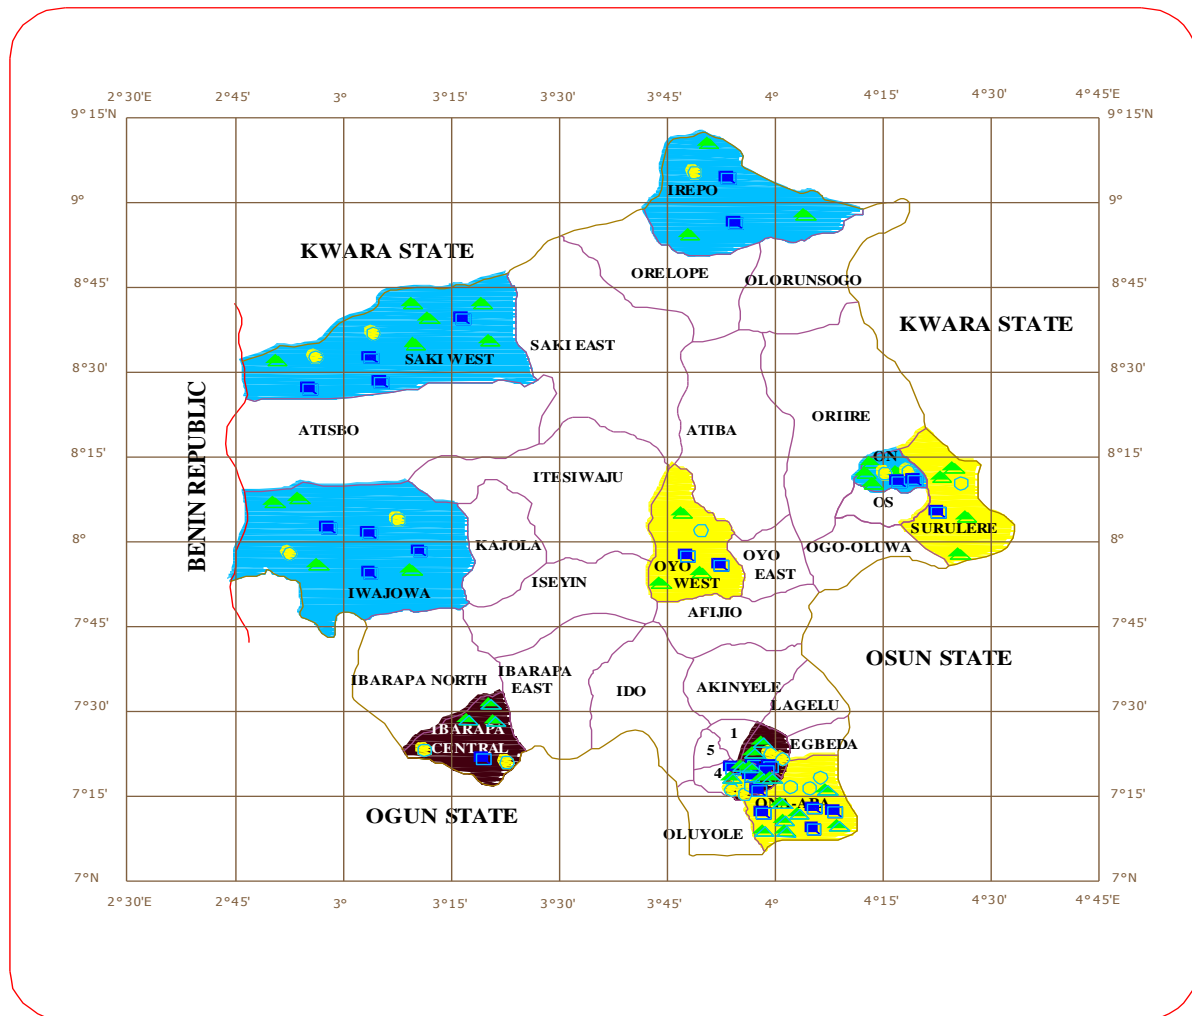 2°30'E 2°45' 3° 3°15' 3°30' 3°45' 4° 4°15' 4°30' 4°45'E
9°15'N 9°15'N
IREPO
9° 9°
KWARA STATE
ORELOPE
OLORUNSOGO
8°45' 8°45'
KWARA STATE
SAKI EAST
SAKI WEST
8°30' 8°30'
BENIN REPUBLIC
ORIIRE
ATISBO
ATIBA
8°15' 8°15'
ON
ITESIWAJU
OS
SURULERE
8° 8°
KAJOLA
OGO-OLUWA
OYO
EAST
OYO
WEST
ISEYIN
IWAJOWA
AFIJIO
7°45' 7°45'
OSUN STATE
IBARAPA
EAST
IBARAPA NORTH
AKINYELE
IDO
LAGELU
7°30' 7°30'
IBARAPA
CENTRAL
1
EGBEDA
5
4
7°15' 7°15'
ONA-ARA
OGUN STATE
OLUYOLE
7°N 7°N
2°30'E 2°45' 3° 3°15' 3°30' 3°45' 4° 4°15' 4°30' 4°45'E